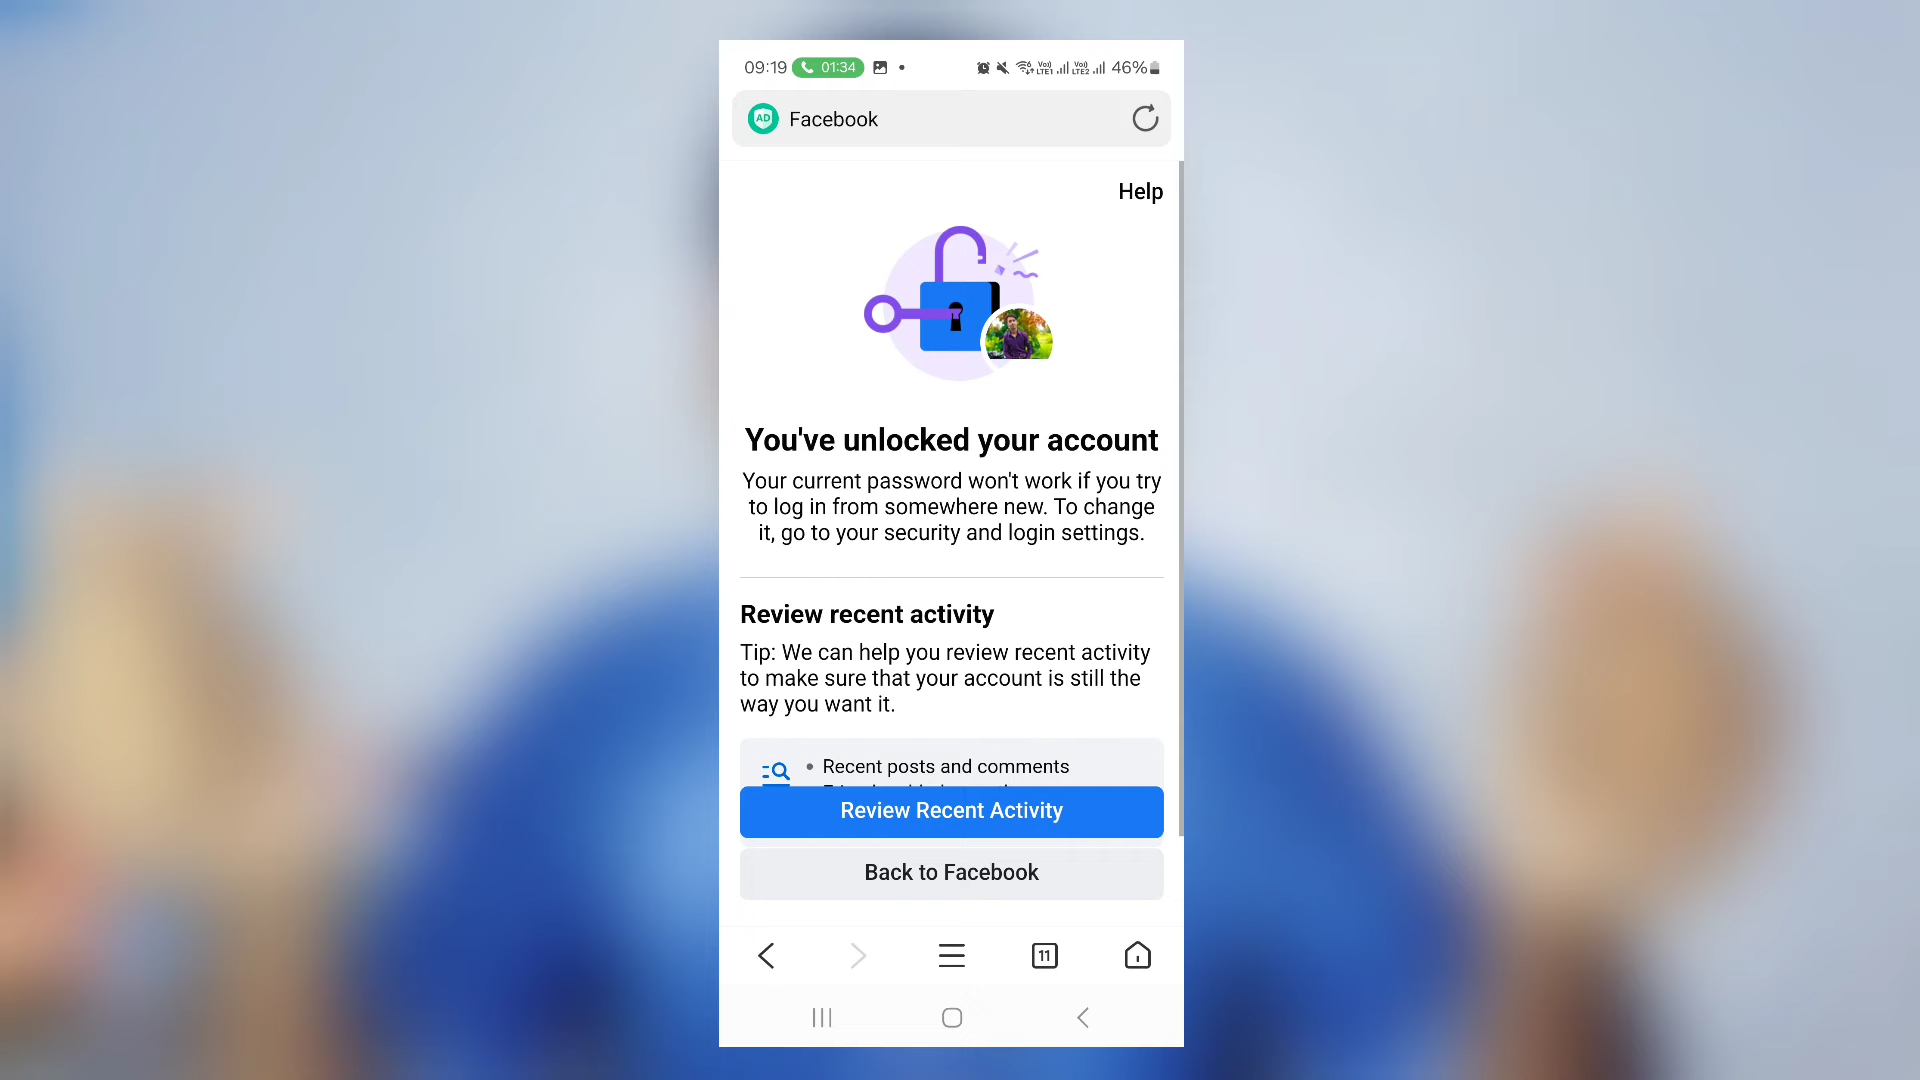 09:19 01:34 46%
AD Facebook
Help
You've unlocked your account
Your current password won't work if you try
to log in from somewhere new. To change
it, go to your security and login settings.
Review recent activity
Tip: We can help you review recent activity
to make sure that your account is still the
way you want it.
• Recent posts and comments
Review Recent Activity
Back to Facebook
11